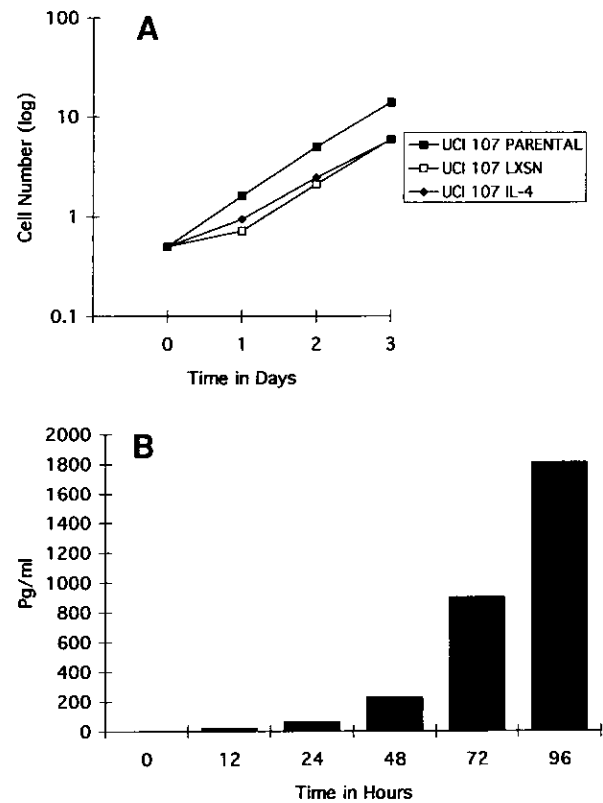 A
100
10
1
0.1
Cell Number (log)
0
1
2
3
Time in Days
UCI 107 PARENTAL
UCI 107 LXSN
UCI 107 IL-4
B
2000
1800
1600
1400
1200
1000
800
600
400
200
0
Pg/ml
0
12
24
48
72
96
Time in Hours